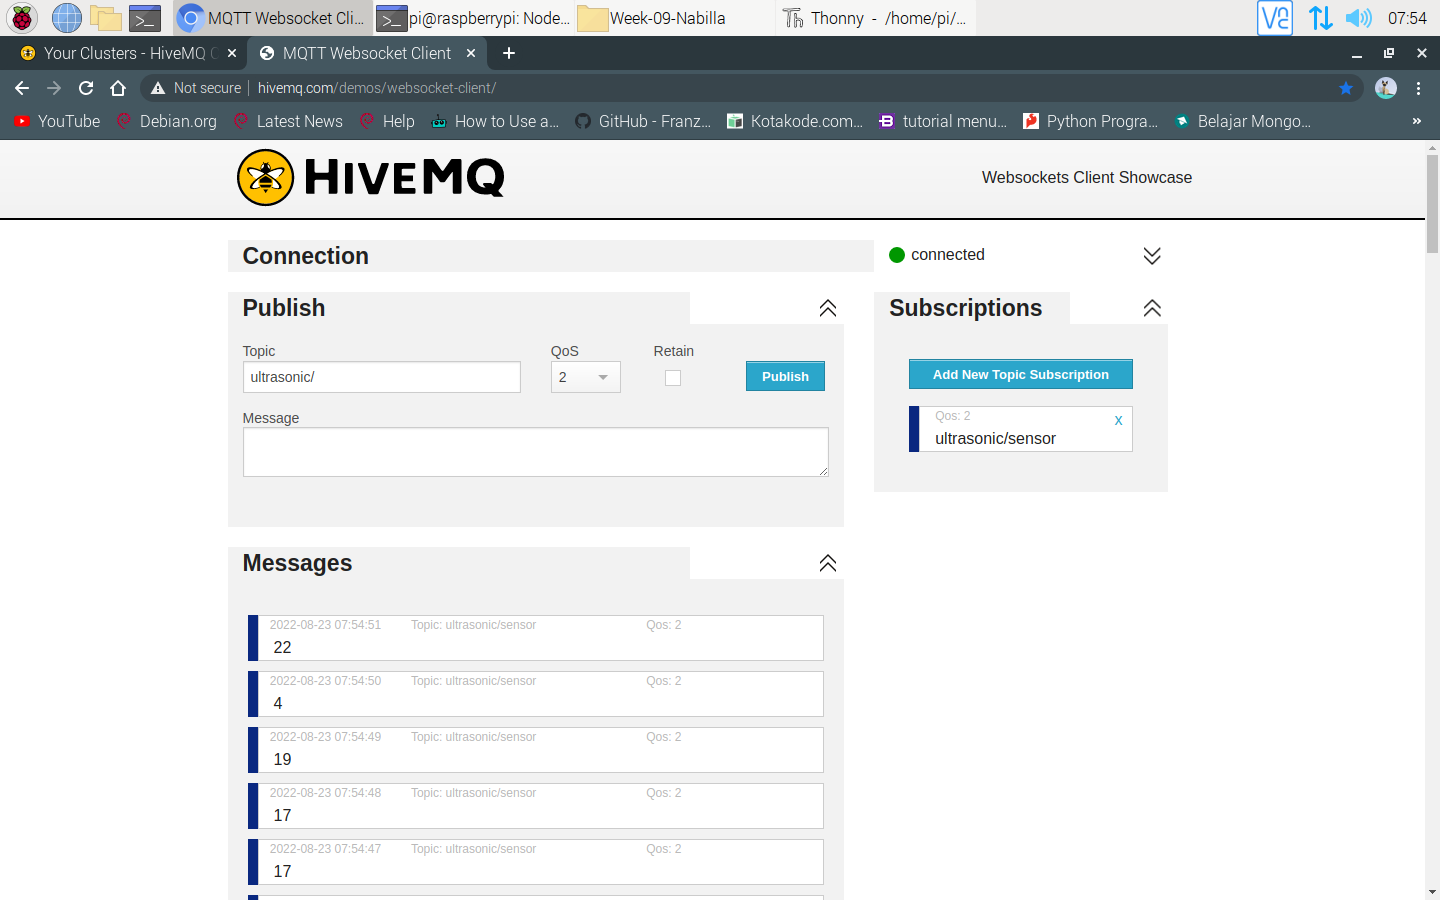 MQTT Websocket Cli...
pi@raspberrypi: Node...
Week-09-Nabilla
Thonny - /home/pi/...
07:54
Your Clusters - HiveMQ C
MQTT Websocket Client
Not secure
hivemq.com/demos/websocket-client/
YouTube
Debian.org
Latest News
Help
How to Use a...
GitHub - Franz...
Kotakode.com...
tutorial menu...
Python Progra...
Belajar Mongo...
HIVEMQ
Websockets Client Showcase
Connection
connected
Publish
Subscriptions
Topic
QoS
Retain
ultrasonic/
2
Publish
Add New Topic Subscription
Message
Qos: 2
x
ultrasonic/sensor
Messages
2022-08-23 07:54:51 Topic: ultrasonic/sensor Qos: 2
22
2022-08-23 07:54:50 Topic: ultrasonic/sensor Qos: 2
4
2022-08-23 07:54:49 Topic: ultrasonic/sensor Qos: 2
19
2022-08-23 07:54:48 Topic: ultrasonic/sensor Qos: 2
17
2022-08-23 07:54:47 Topic: ultrasonic/sensor Qos: 2
17